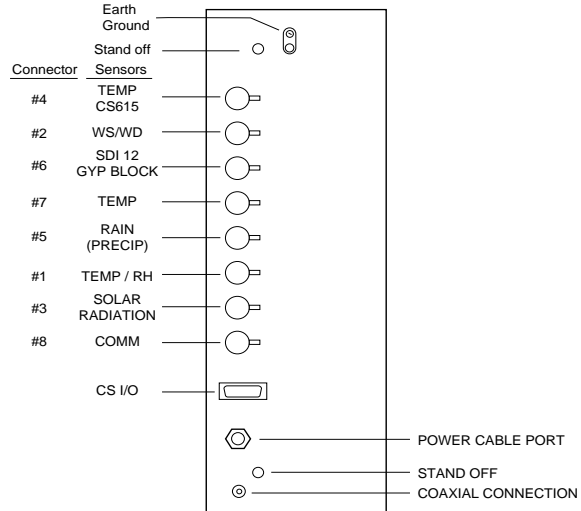 Earth
Ground
Stand off
Connector Sensors
#4 TEMP
CS615
#2 WS/WD
#6 SDI 12
GYP BLOCK
#7 TEMP
#5 RAIN
(PRECIP)
#1 TEMP / RH
#3 SOLAR
RADIATION
#8 COMM
CS I/O
POWER CABLE PORT
STAND OFF
COAXIAL CONNECTION